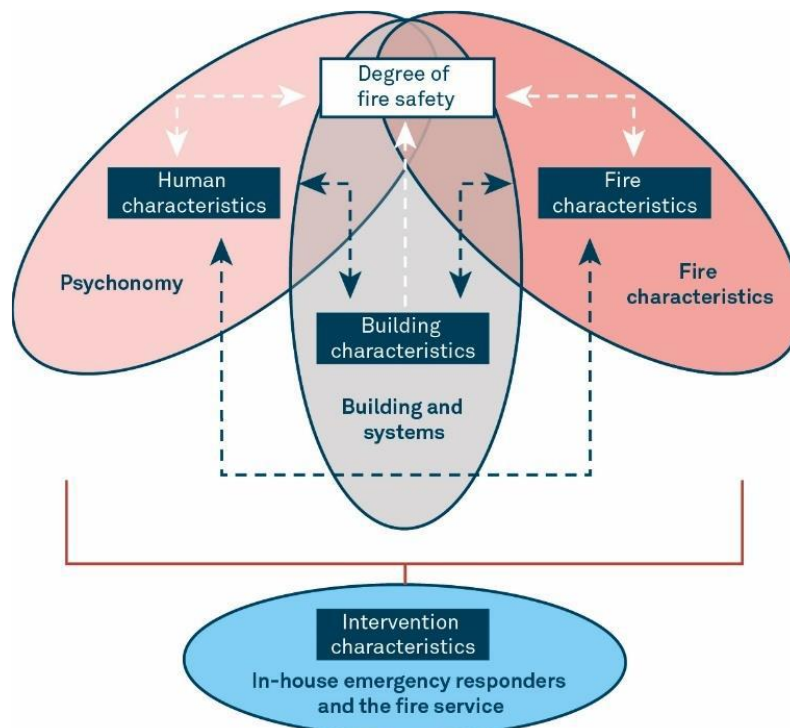 Degree of
fire safety
Human
characteristics
Fire
characteristics
Psychonomy
Fire
characteristics
Building
characteristics
Building and
systems
Intervention
characteristics
In-house emergency responders
and the fire service